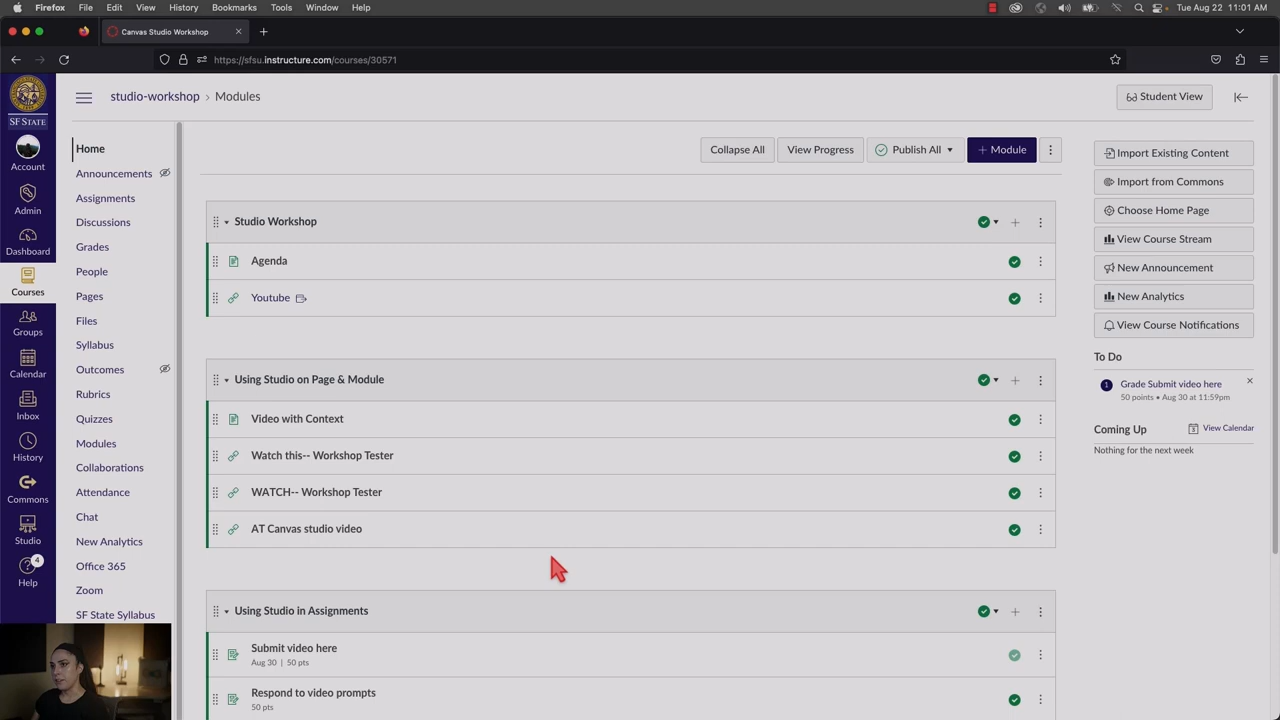 Firefox File Edit View History Bookmarks Tools Window Help
Tue Aug 22 11:01 AM
Canvas Studio Workshop
https://sfsu.instructure.com/courses/30571
SF STATE
Account
Admin
Dashboard
Courses
Groups
Calendar
Inbox
History
Commons
Studio
4
Help
studio-workshop › Modules
Student View
Home
Announcements
Assignments
Discussions
Grades
People
Pages
Files
Syllabus
Outcomes
Rubrics
Quizzes
Modules
Collaborations
Attendance
Chat
New Analytics
Office 365
Zoom
SF State Syllabus
Collapse All
View Progress
Publish All
+ Module
Studio Workshop
Agenda
Youtube
Using Studio on Page & Module
Video with Context
Watch this-- Workshop Tester
WATCH-- Workshop Tester
AT Canvas studio video
Using Studio in Assignments
Submit video here
Aug 30 | 50 pts
Respond to video prompts
50 pts
Import Existing Content
Import from Commons
Choose Home Page
View Course Stream
New Announcement
New Analytics
View Course Notifications
To Do
1 Grade Submit video here
50 points • Aug 30 at 11:59pm
Coming Up
View Calendar
Nothing for the next week